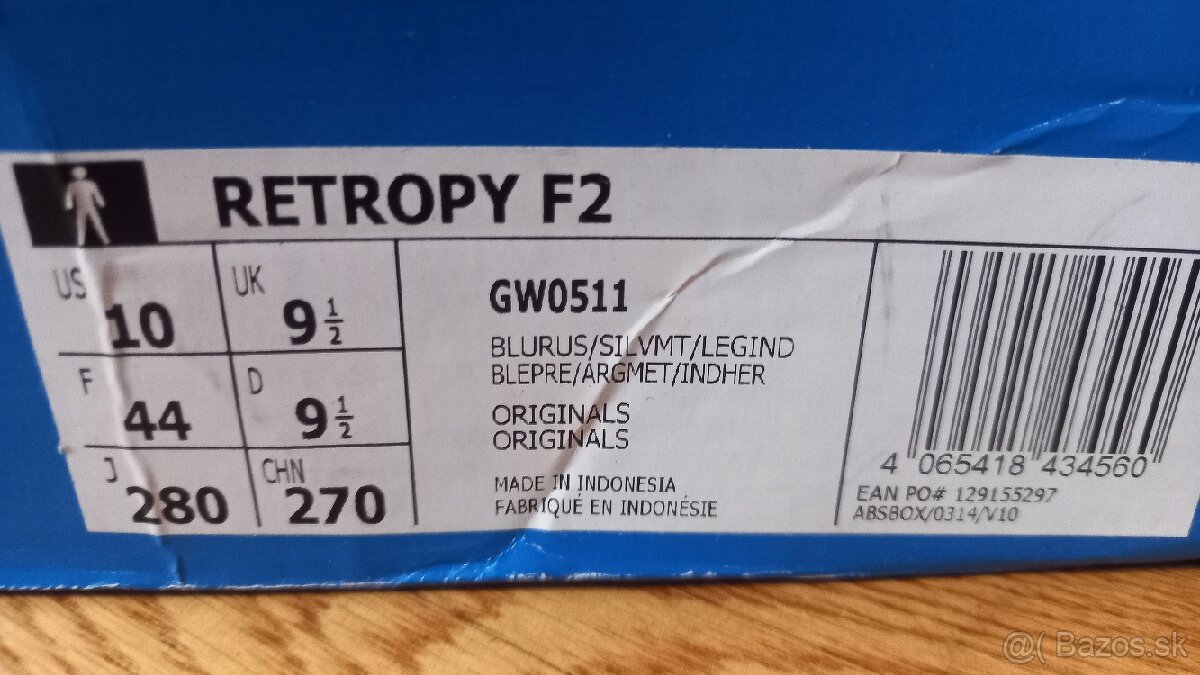 RETROPY F2
US 10 UK 9 1/2
F 44 D 9 1/2
J 280 CHN 270
GW0511
BLURUS/SILVMT/LEGIND
BLEPRE/ARGMET/INDHER
ORIGINALS
ORIGINALS
MADE IN INDONESIA
FABRIQUÉ EN INDONÉSIE
4 065418 434560
EAN PO# 129155297
ABSBOX/0314/V10
@( Bazos.sk